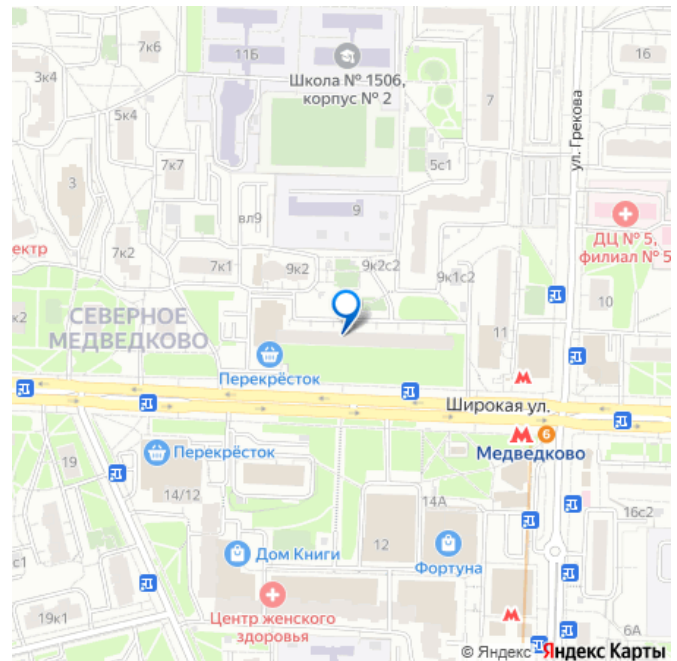 7к6
11Б
16
Школа № 1506,
корпус № 2
3к4
7
ул. Грекова
5к4
7к7
5с1
3
вл9
9
ДЦ № 5,
филиал № 5
ектр
7к2
7к1
9к2
9к2с2
9к1с2
10
к2
СЕВЕРНОЕ
МЕДВЕДКОВО
11
Перекрёсток
Широкая ул.
6
Медведково
Перекрёсток
19
14/12
14А
16с2
12
Дом Книги
Фортуна
с1
Центр женского
здоровья
19к1
6А
© Яндекс Яндекс Карты